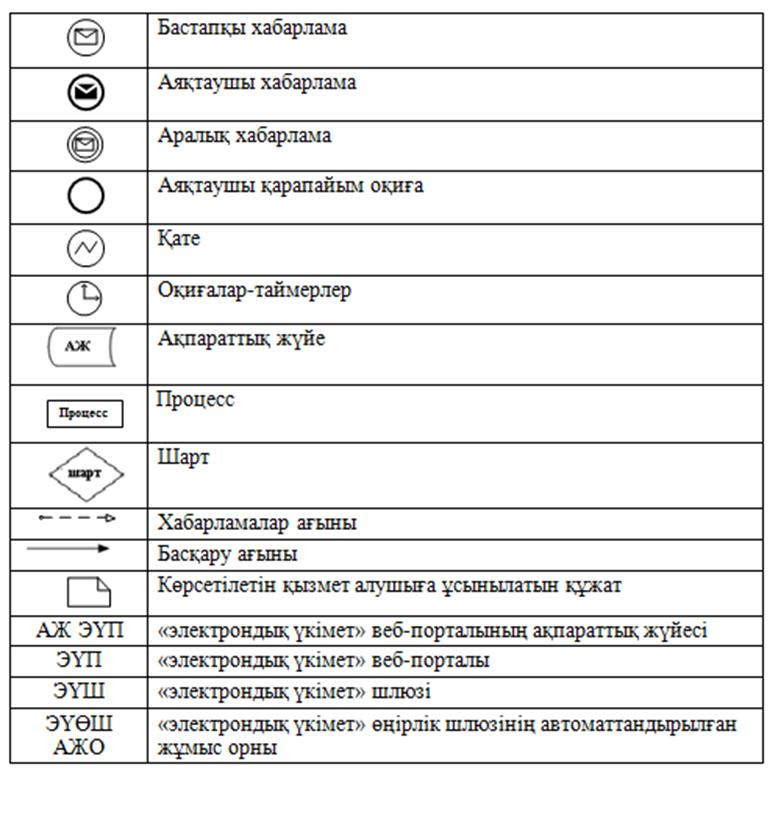 Бастапқы хабарлама
Аяқтаушы хабарлама
Аралық хабарлама
Аяқтаушы қарапайым оқиға
Қате
Оқиғалар-таймерлер
АЖ
Ақпараттық жүйе
Процесс
Процесс
шарт
Шарт
Хабарламалар ағыны
Басқару ағыны
Көрсетілетін қызмет алушыға ұсынылатын құжат
АЖ ЭҮП
«электрондық үкімет» веб-порталының ақпараттық жүйесі
ЭҮП
«электрондық үкімет» веб-порталы
ЭҮШ
«электрондық үкімет» шлюзі
ЭҮӨШ
АЖО
«электрондық үкімет» өңірлік шлюзінің автоматтандырылған
жұмыс орны